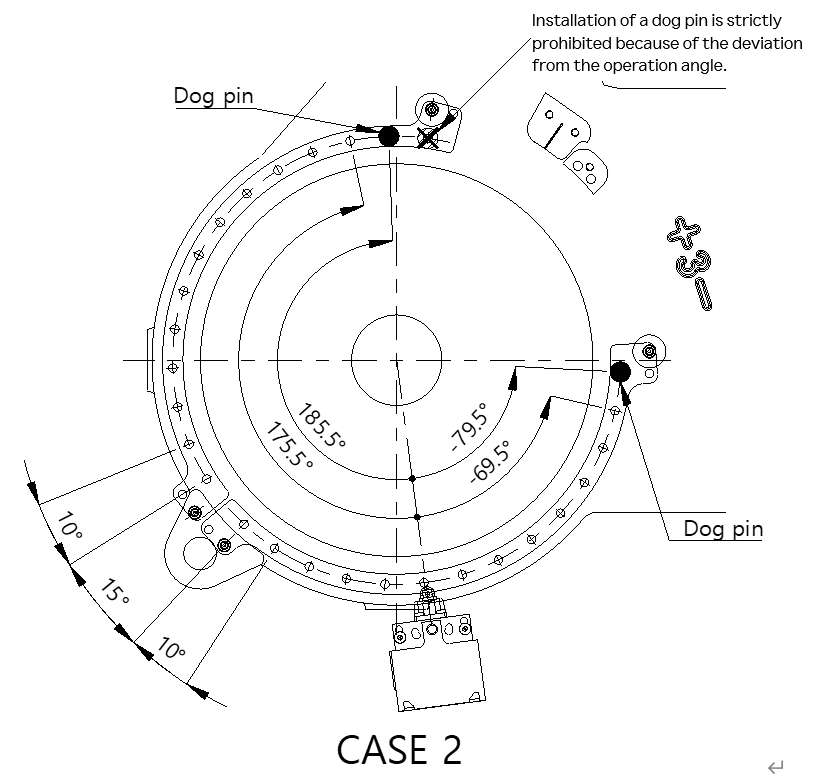 Installation of a dog pin is strictly
prohibited because of the deviation
from the operation angle.
Dog pin
185.5°
175.5°
-79.5°
-69.5°
Dog pin
10°
15°
10°
CASE 2